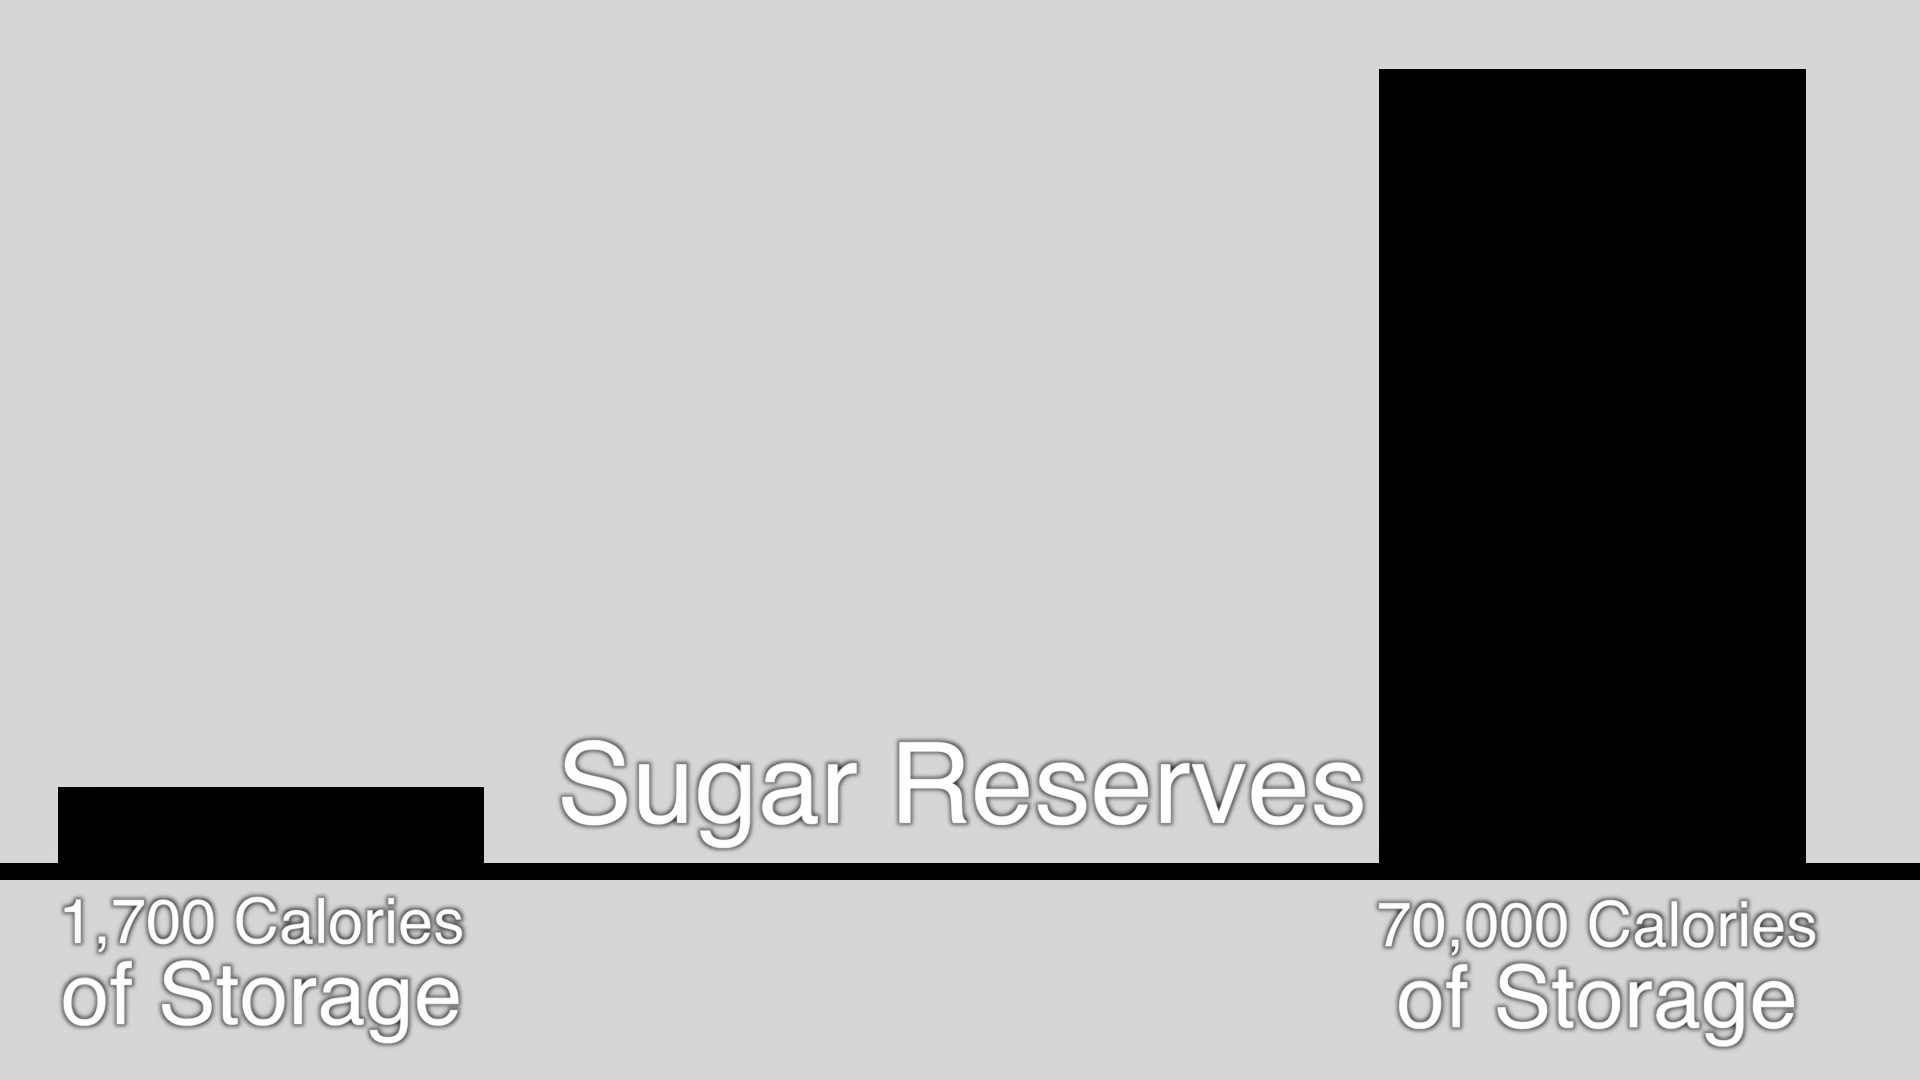 Sugar Reserves
1,700 Calories
of Storage
70,000 Calories
of Storage